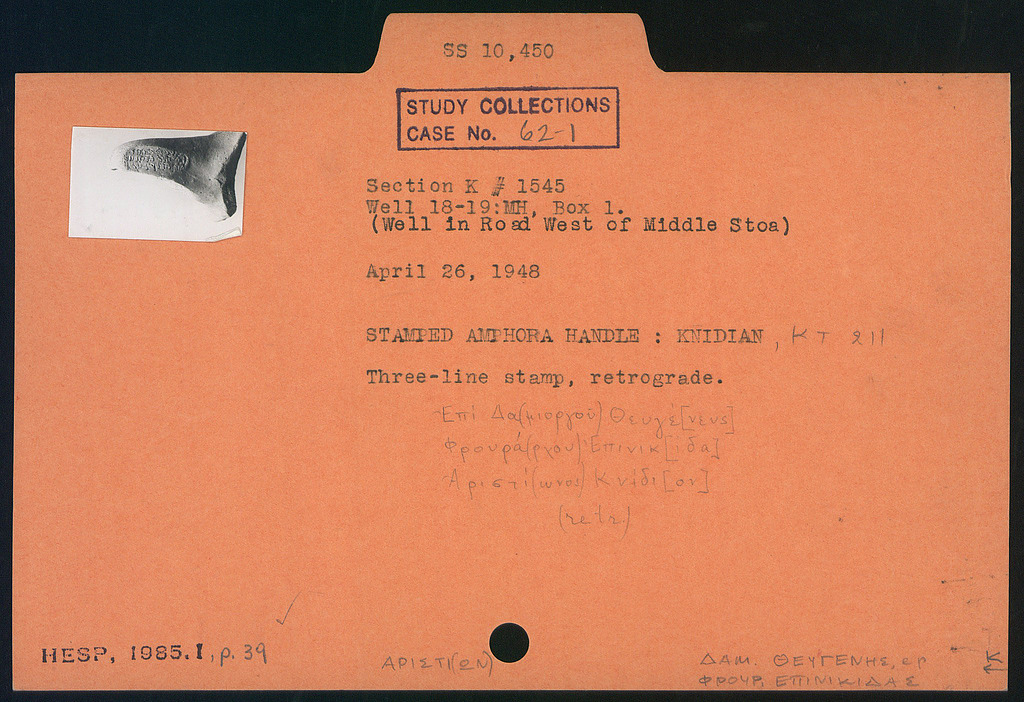 SS 10,450
STUDY COLLECTIONS
CASE No. 62-1
Section K # 1545
Well 18-19:MH, Box 1.
(Well in Road West of Middle Stoa)
April 26, 1948
STAMPED AMPHORA HANDLE : KNIDIAN, KT 211
Three-line stamp, retrograde.
Ἐπὶ Δα(μιοργοῦ) Θευγέ[νευς]
Φρουρά(ρχου) Ἐπινικ[ίδα]
Ἀριστί(ωνος) Κνίδι[ον]
(retr.)
HESP, 1985.I, p. 39
ΑΡΙΣΤΙ(ΩΝ)
ΔΑΜ. ΘΕΥΓΕΝΗΣ, ep
ΦΡΟΥΡ, ΕΠΙΝΙΚΙΔΑΣ
K